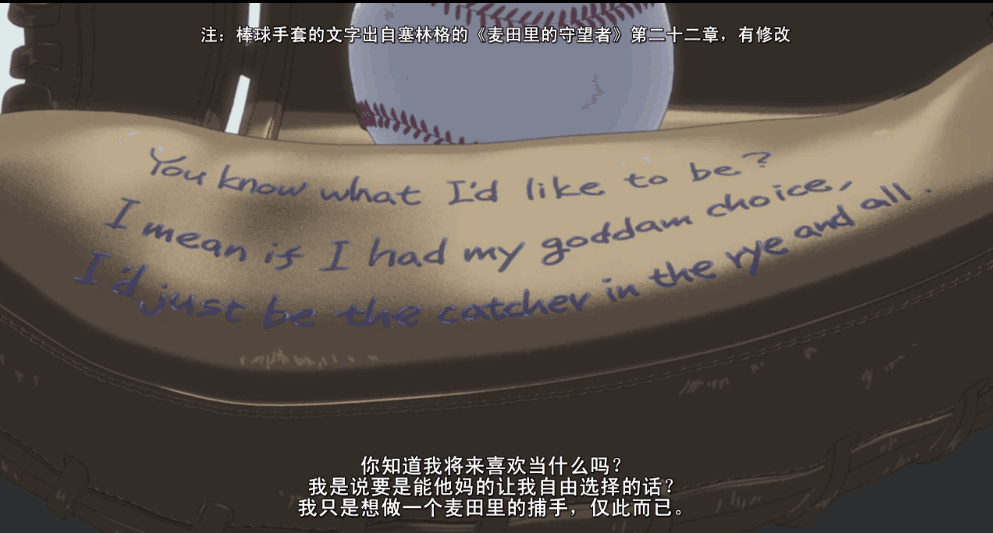 注：棒球手套的文字出自塞林格的《麦田里的守望者》第二十二章，有修改
You know what I'd like to be?
I mean if I had my goddam choice,
I'd just be the catcher in the rye and all.
你知道我将来喜欢当什么吗？
我是说要是能他妈的让我自由选择的话？
我只是想做一个麦田里的捕手，仅此而已。